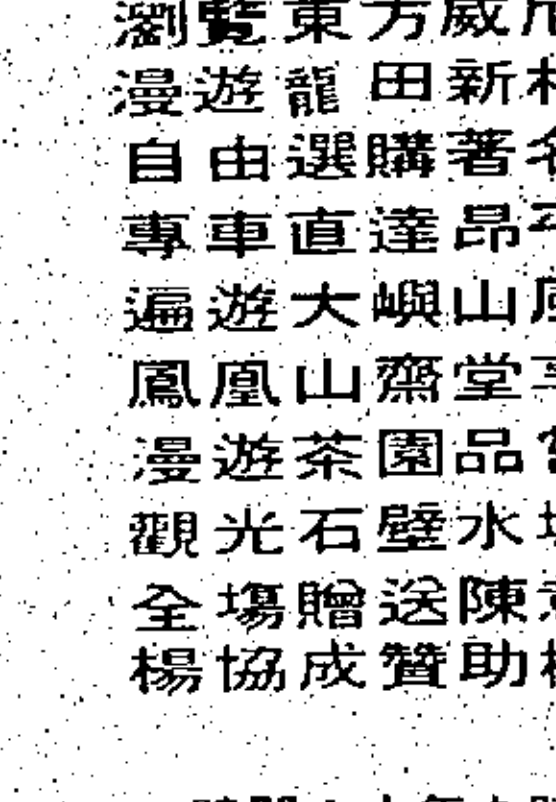 瀏覽東方威
漫遊龍田新
自由選購著名
專車直達昂
遍遊大嶼山
鳳凰山齋堂
漫遊茶園品
觀光石壁水
全塲贈送陳
楊協成贊助